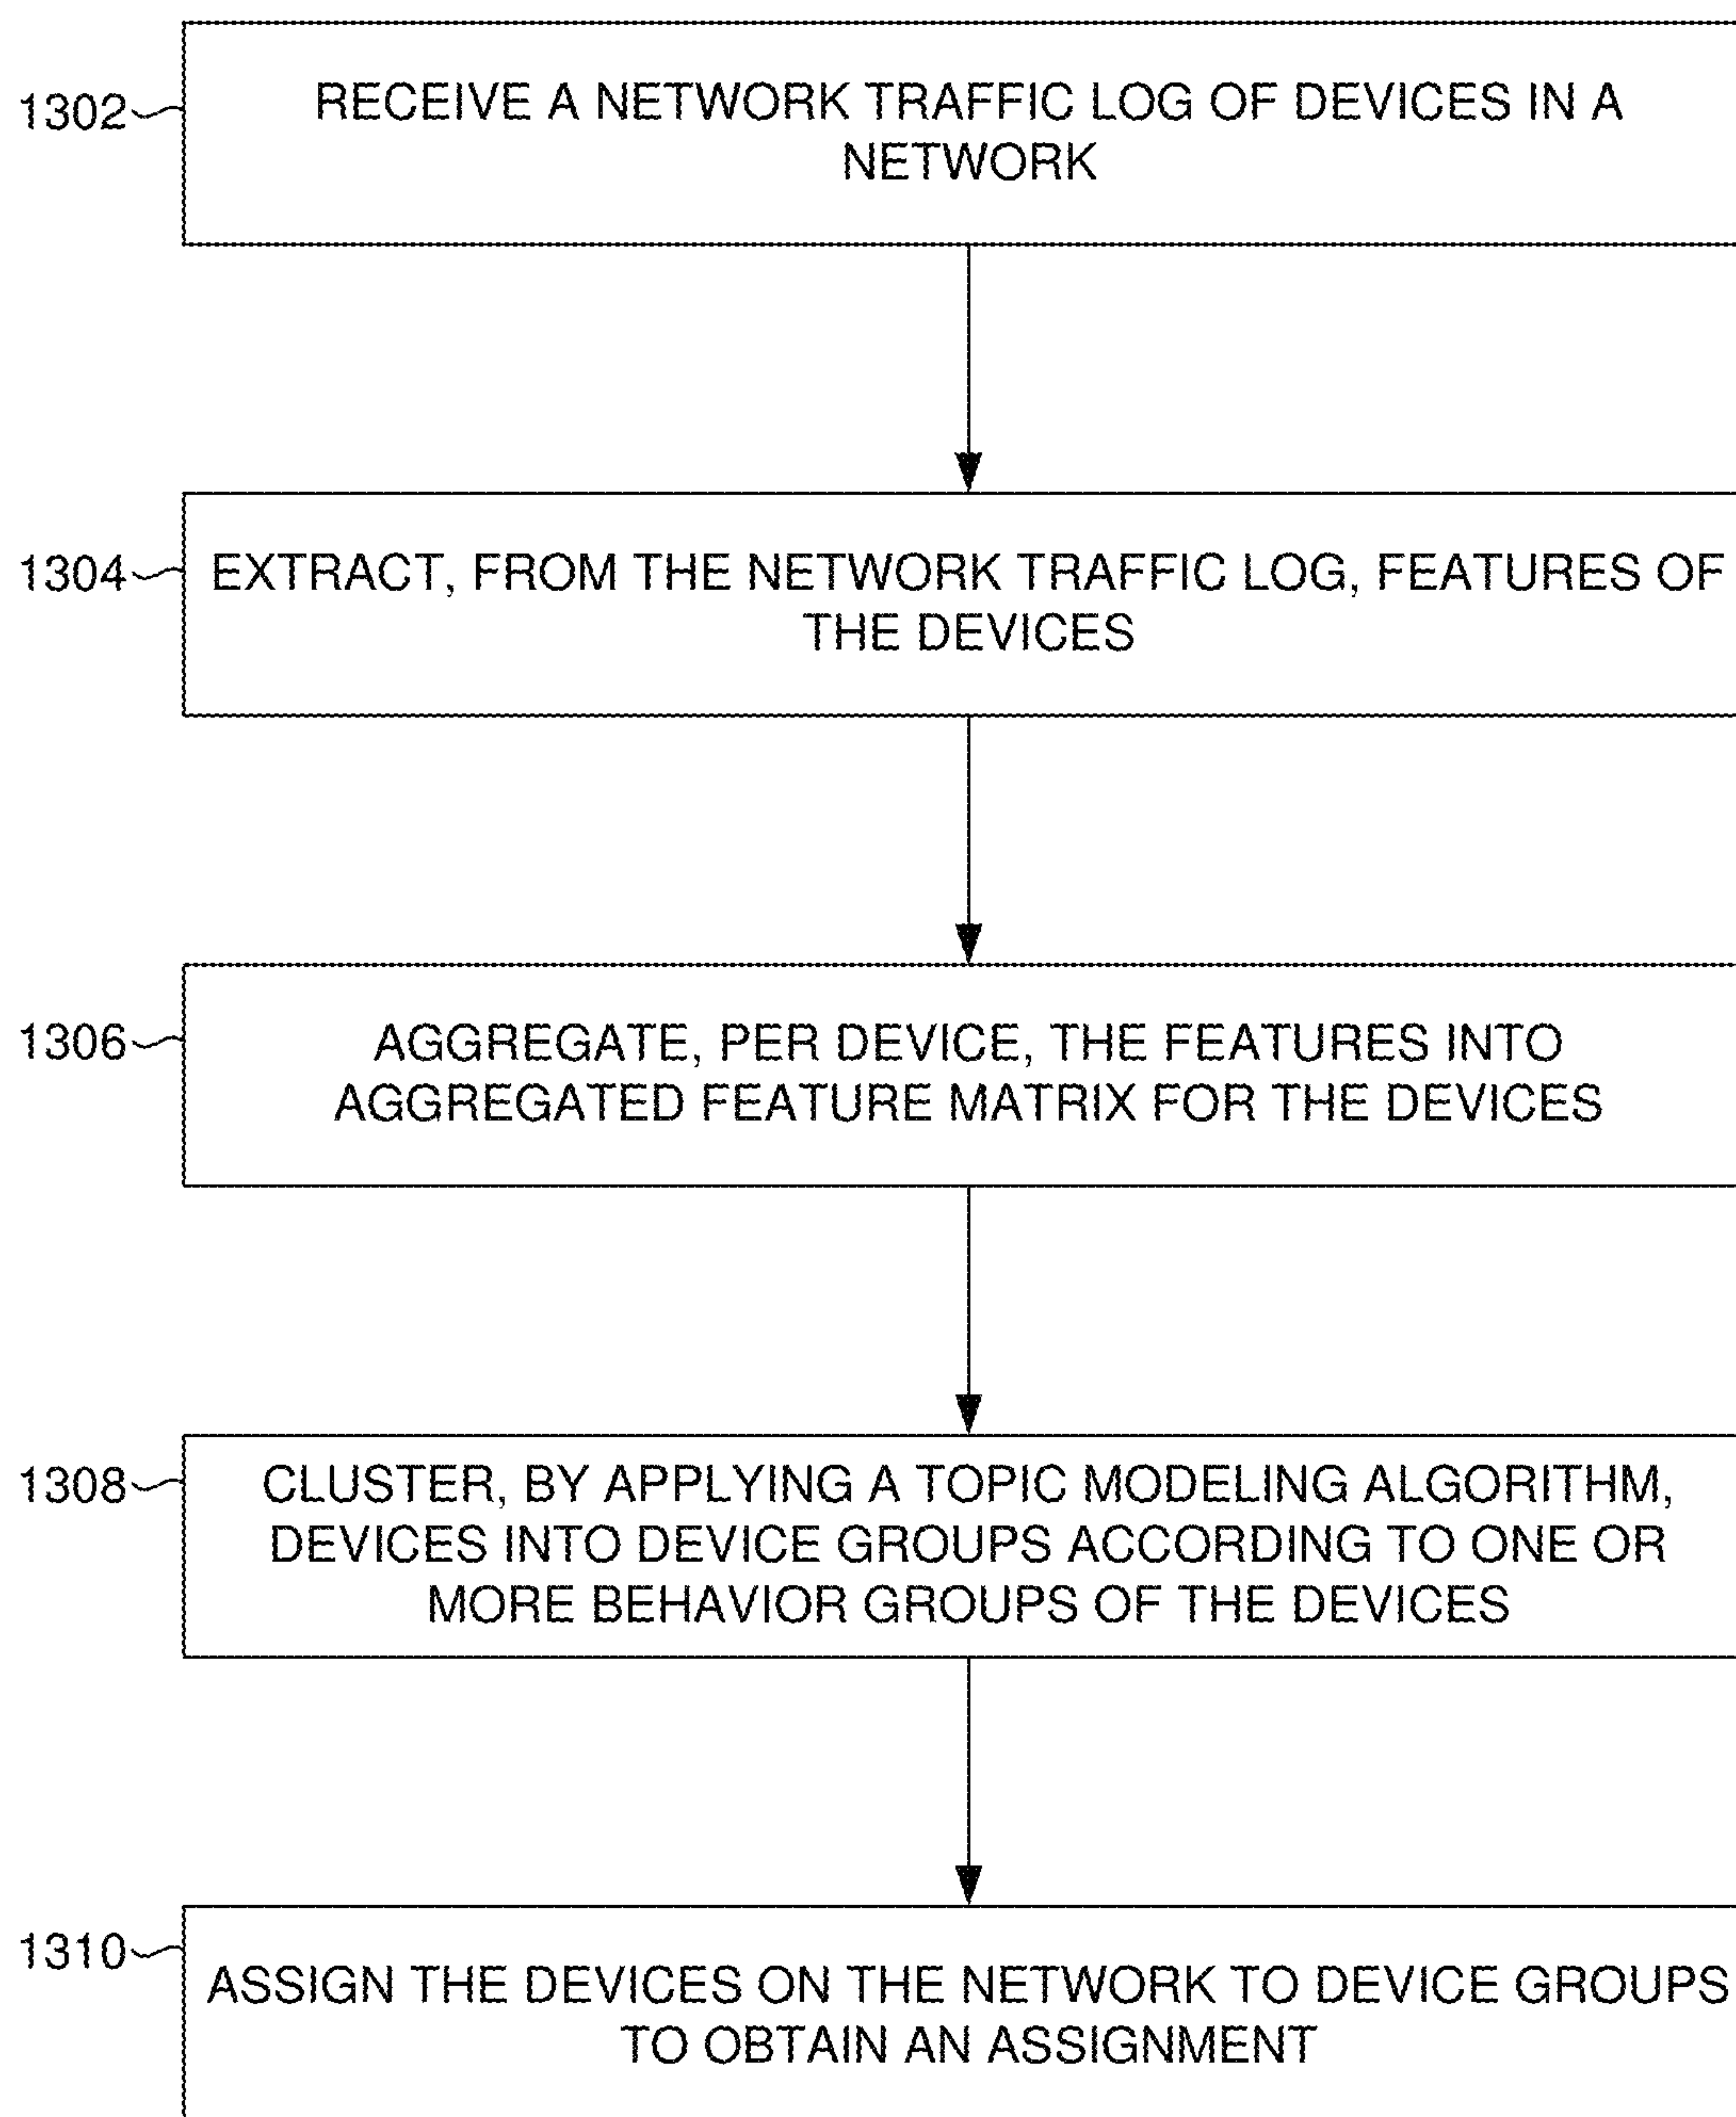 1302
RECEIVE A NETWORK TRAFFIC LOG OF DEVICES IN A
NETWORK
1304
EXTRACT, FROM THE NETWORK TRAFFIC LOG, FEATURES OF
THE DEVICES
1306
AGGREGATE, PER DEVICE, THE FEATURES INTO
AGGREGATED FEATURE MATRIX FOR THE DEVICES
1308
CLUSTER, BY APPLYING A TOPIC MODELING ALGORITHM,
DEVICES INTO DEVICE GROUPS ACCORDING TO ONE OR
MORE BEHAVIOR GROUPS OF THE DEVICES
1310
ASSIGN THE DEVICES ON THE NETWORK TO DEVICE GROUPS
TO OBTAIN AN ASSIGNMENT